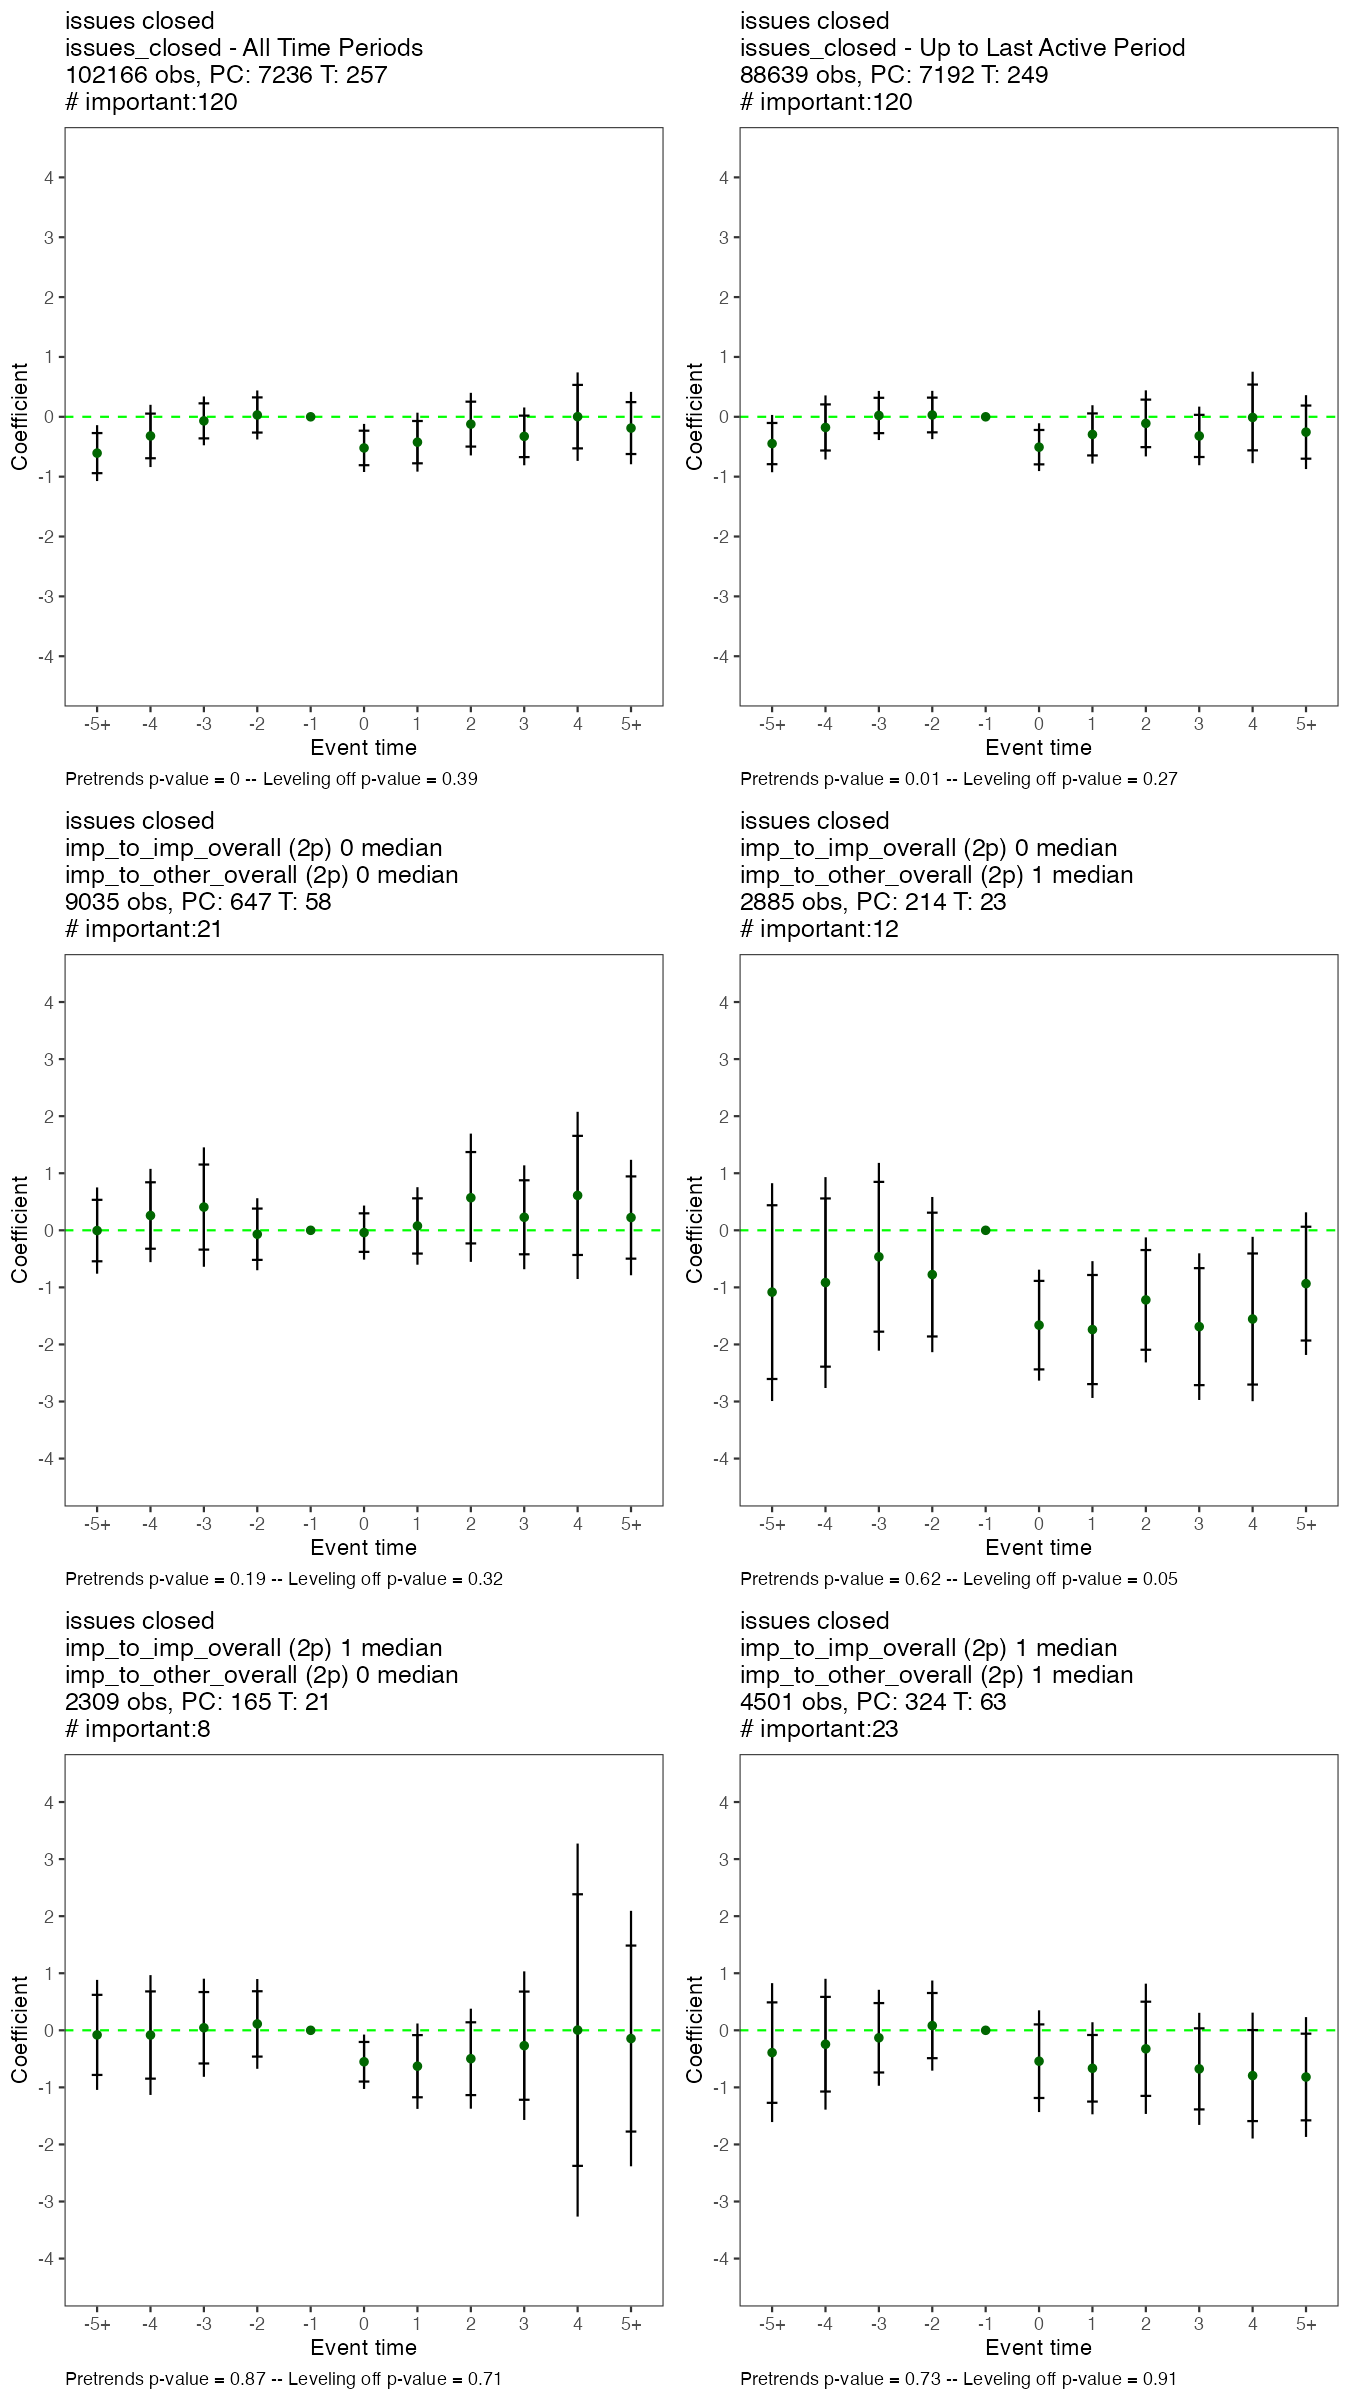 issues closed
issues_closed - All Time Periods
102166 obs, PC: 7236 T: 257
# important:120
4
3
2
1
0
-1
-2
-3
-4
Coefficient
-5+ -4 -3 -2 -1 0 1 2 3 4 5+
Event time
Pretrends p-value = 0 -- Leveling off p-value = 0.39
issues closed
issues_closed - Up to Last Active Period
88639 obs, PC: 7192 T: 249
# important:120
4
3
2
1
0
-1
-2
-3
-4
Coefficient
-5+ -4 -3 -2 -1 0 1 2 3 4 5+
Event time
Pretrends p-value = 0.01 -- Leveling off p-value = 0.27
issues closed
imp_to_imp_overall (2p) 0 median
imp_to_other_overall (2p) 0 median
9035 obs, PC: 647 T: 58
# important:21
4
3
2
1
0
-1
-2
-3
-4
Coefficient
-5+ -4 -3 -2 -1 0 1 2 3 4 5+
Event time
Pretrends p-value = 0.19 -- Leveling off p-value = 0.32
issues closed
imp_to_imp_overall (2p) 0 median
imp_to_other_overall (2p) 1 median
2885 obs, PC: 214 T: 23
# important:12
4
3
2
1
0
-1
-2
-3
-4
Coefficient
-5+ -4 -3 -2 -1 0 1 2 3 4 5+
Event time
Pretrends p-value = 0.62 -- Leveling off p-value = 0.05
issues closed
imp_to_imp_overall (2p) 1 median
imp_to_other_overall (2p) 0 median
2309 obs, PC: 165 T: 21
# important:8
4
3
2
1
0
-1
-2
-3
-4
Coefficient
-5+ -4 -3 -2 -1 0 1 2 3 4 5+
Event time
Pretrends p-value = 0.87 -- Leveling off p-value = 0.71
issues closed
imp_to_imp_overall (2p) 1 median
imp_to_other_overall (2p) 1 median
4501 obs, PC: 324 T: 63
# important:23
4
3
2
1
0
-1
-2
-3
-4
Coefficient
-5+ -4 -3 -2 -1 0 1 2 3 4 5+
Event time
Pretrends p-value = 0.73 -- Leveling off p-value = 0.91